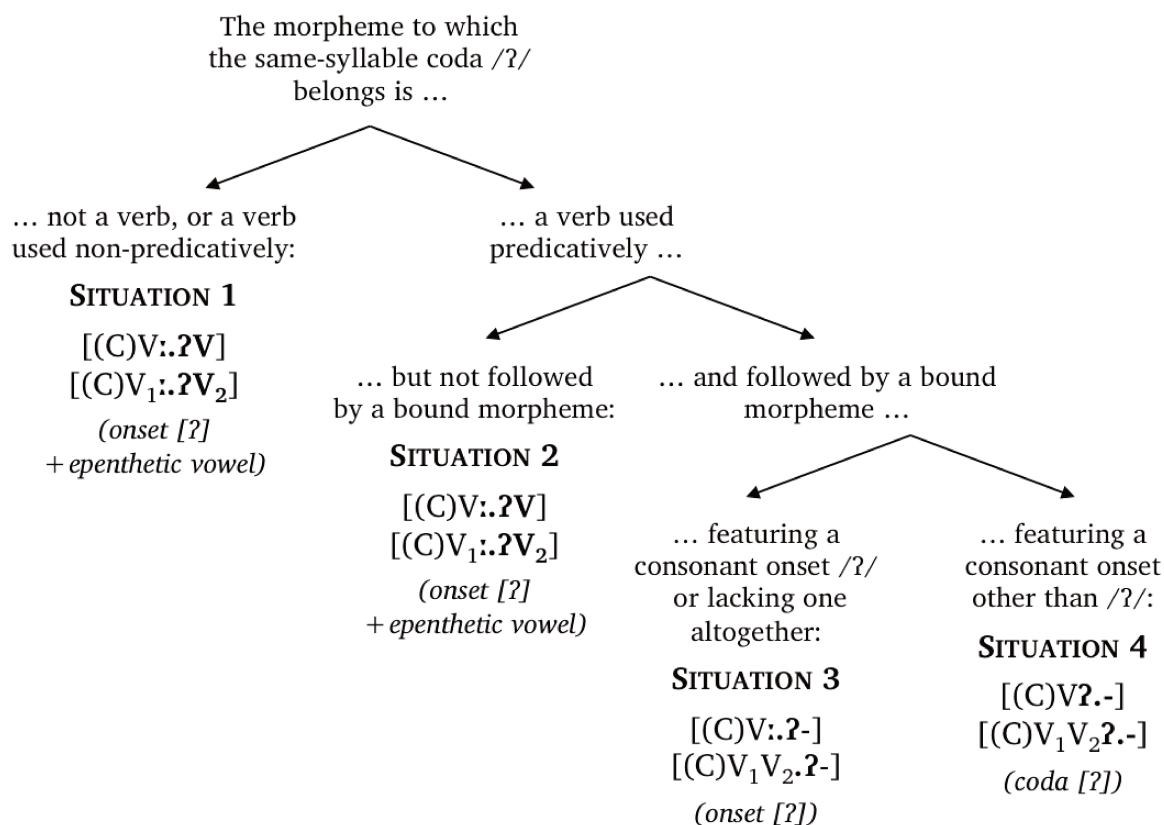 The morpheme to which
the same-syllable coda /ʔ/
belongs is …
… not a verb, or a verb
used non-predicatively:
SITUATION 1
[(C)Vː.ʔV]
[(C)V₁ː.ʔV₂]
(onset [ʔ]
+ epenthetic vowel)
… a verb used
predicatively …
… but not followed
by a bound morpheme:
SITUATION 2
[(C)Vː.ʔV]
[(C)V₁ː.ʔV₂]
(onset [ʔ]
+ epenthetic vowel)
… and followed by a bound
morpheme …
… featuring a
consonant onset /ʔ/
or lacking one
altogether:
SITUATION 3
[(C)Vː.ʔ-]
[(C)V₁V₂.ʔ-]
(onset [ʔ])
… featuring a
consonant onset
other than /ʔ/:
SITUATION 4
[(C)Vʔ.-]
[(C)V₁V₂ʔ.-]
(coda [ʔ])